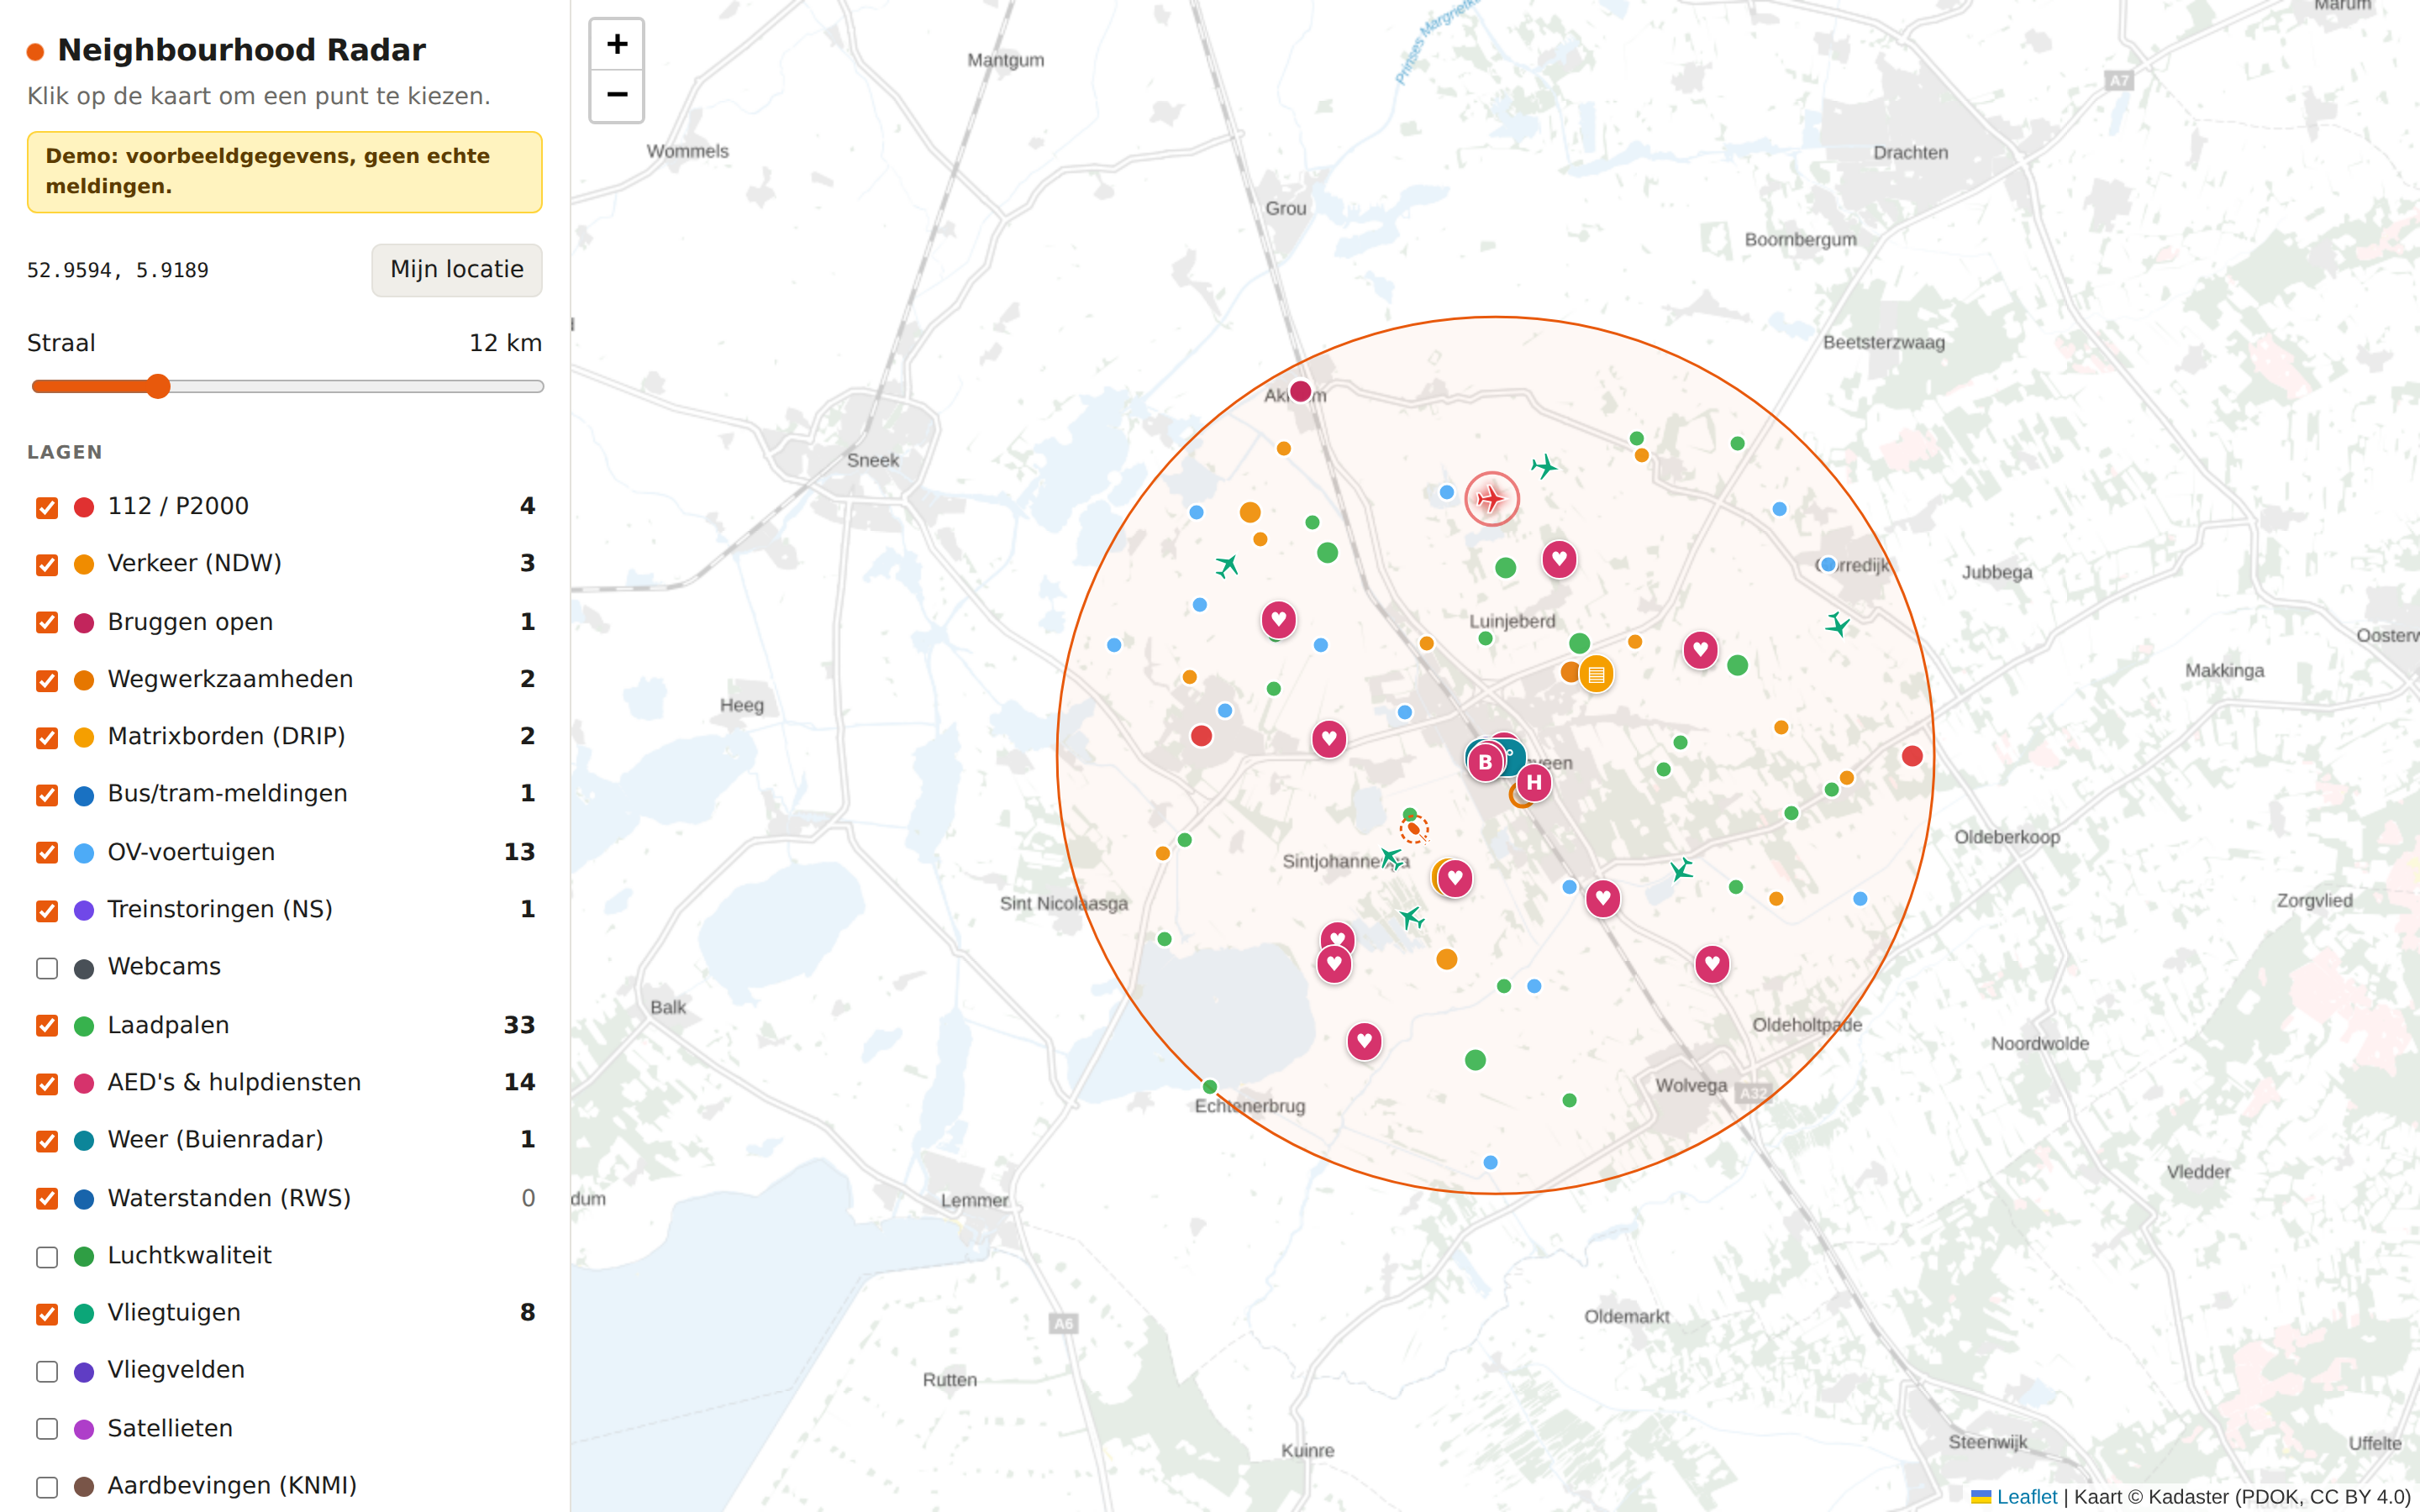 Neighbourhood Radar
Klik op de kaart om een punt te kiezen.
Demo: voorbeeldgegevens, geen echte
meldingen.
52.9594, 5.9189
Mijn locatie
Straal
12 km
LAGEN
112 / P2000 4
Verkeer (NDW) 3
Bruggen open 1
Wegwerkzaamheden 2
Matrixborden (DRIP) 2
Bus/tram-meldingen 1
OV-voertuigen 13
Treinstoringen (NS) 1
Webcams
Laadpalen 33
AED's & hulpdiensten 14
Weer (Buienradar) 1
Waterstanden (RWS) 0
Luchtkwaliteit
Vliegtuigen 8
Vliegvelden
Satellieten
Aardbevingen (KNMI)
+
−
Marum
Mantgum
A7
Wommels
Drachten
Grou
Boornbergum
Beetsterzwaag
Sneek
Jubbega
Luinjeberd
Makkinga
Heeg
B
H
Oldeberkoop
Sint Nicolaasga
Zorgvlied
Balk
Oldeholtpade
Noordwolde
Wolvega
A32
Echtenerbrug
Vledder
Lemmer
dum
Oldemarkt
A6
Rutten
Kuinre
Steenwijk
Uffelte
Leaflet | Kaart © Kadaster (PDOK, CC BY 4.0)